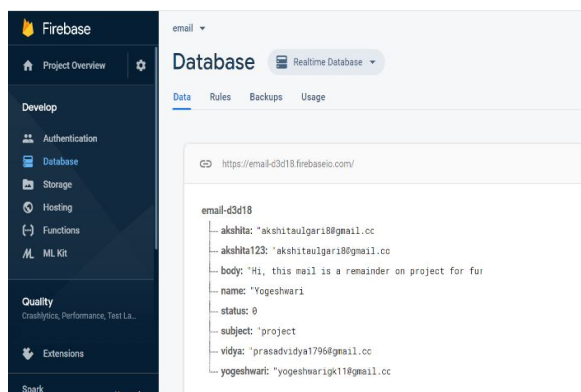 Firebase
email
Project Overview
Database
Realtime Database
Data Rules Backups Usage
Develop
Authentication
Database
Storage
Hosting
Functions
ML Kit
https://email-d3d18.firebaseio.com/
email-d3d18
akshita: "akshitaulgari8@gmail.cc
akshita123: "akshitaulgari8@gmail.cc
body: "Hi, this mail is a remainder on project for fur
name: "Yogeshwari
status: 0
subject: "project
vidya: "prasadvidya1796@gmail.cc
yogeshwari: "yogeshwarigk11@gmail.cc
Quality
Crashlytics, Performance, Test La...
Extensions
Spark